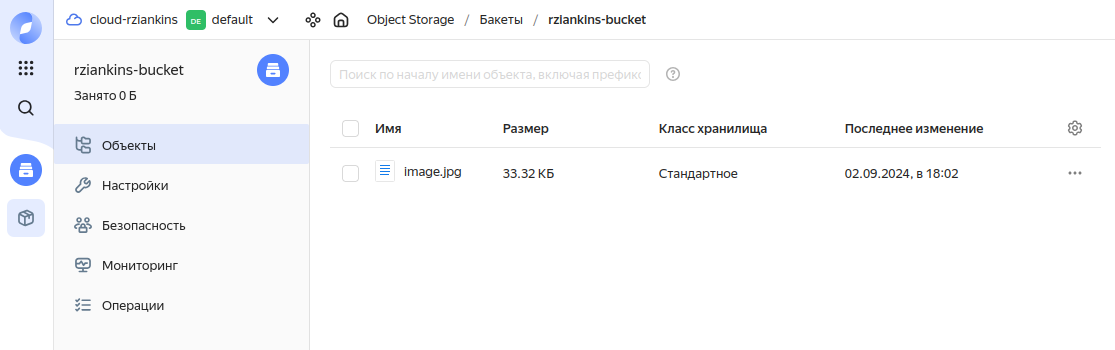 cloud-rziankins DE default Object Storage / Бакеты / rziankins-bucket
rziankins-bucket
Занято 0 Б
Объекты
Настройки
Безопасность
Мониторинг
Операции
Поиск по началу имени объекта, включая префикс
Имя Размер Класс хранилища Последнее изменение
image.jpg 33.32 КБ Стандартное 02.09.2024, в 18:02